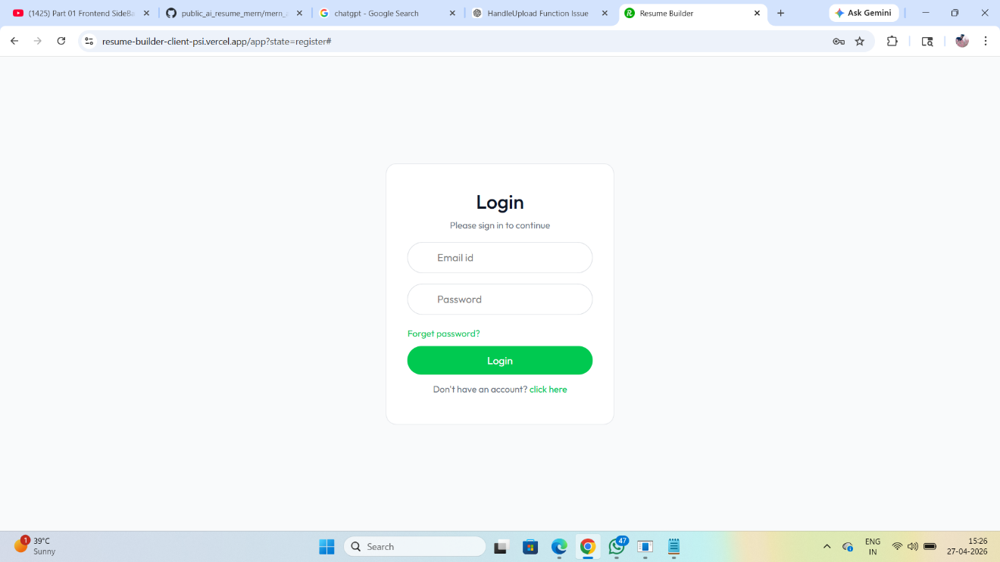 (1425) Part 01 Frontend SideBa
public_ai_resume_mern/mern_a
chatgpt - Google Search
HandleUpload Function Issue
Resume Builder
Ask Gemini
resume-builder-client-psi.vercel.app/app?state=register#
Login
Please sign in to continue
Email id
Password
Forget password?
Login
Don't have an account? click here
1
39°C
Sunny
Search
47
ENG
IN
15:26
27-04-2026